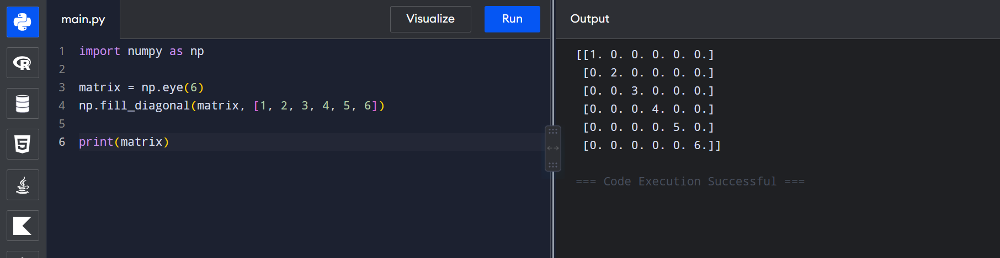 main.py
Visualize
Run
1 import numpy as np
2
3 matrix = np.eye(6)
4 np.fill_diagonal(matrix, [1, 2, 3, 4, 5, 6])
5
6 print(matrix)
Output
[[1. 0. 0. 0. 0. 0.]
 [0. 2. 0. 0. 0. 0.]
 [0. 0. 3. 0. 0. 0.]
 [0. 0. 0. 4. 0. 0.]
 [0. 0. 0. 0. 5. 0.]
 [0. 0. 0. 0. 0. 6.]]
=== Code Execution Successful ===